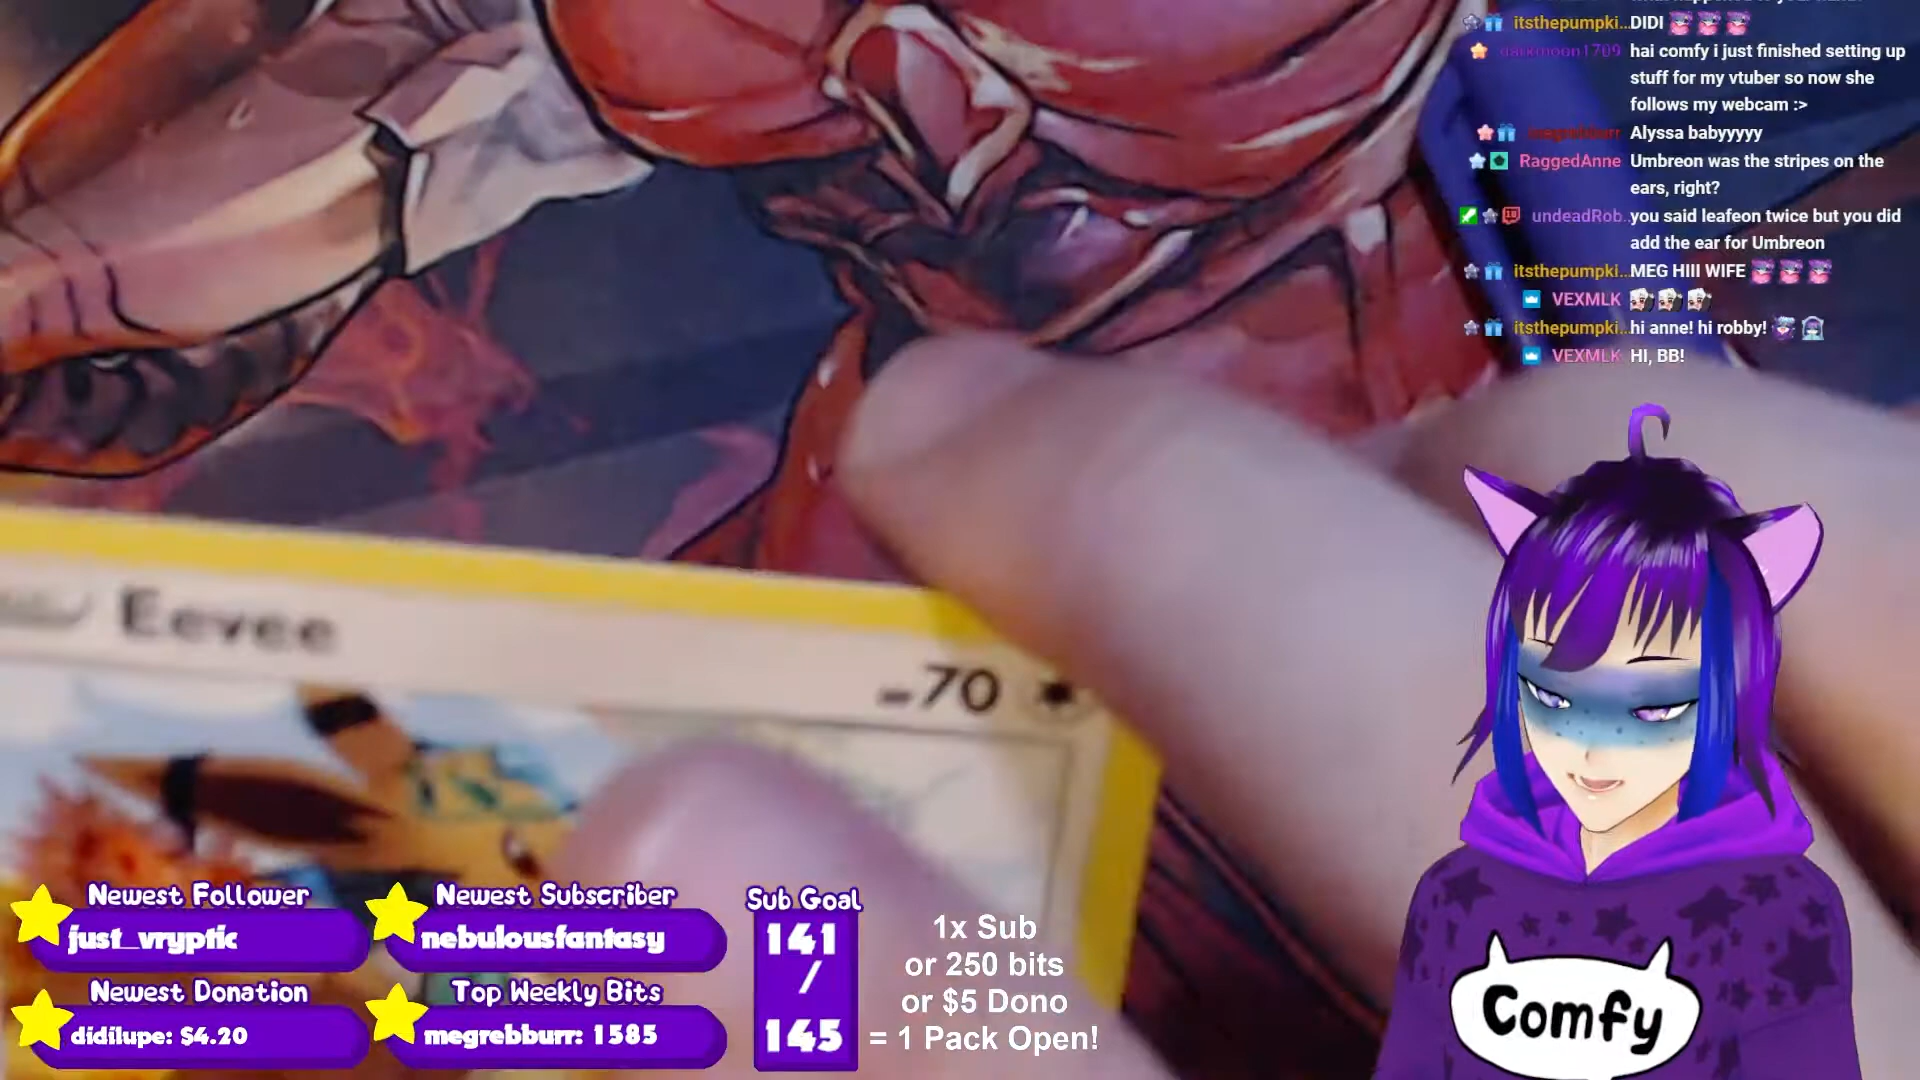 itsthepumpki... DIDI
darkmoon1709 hai comfy i just finished setting up
stuff for my vtuber so now she
follows my webcam :>
megrebburr Alyssa babyyyyy
RaggedAnne Umbreon was the stripes on the
ears, right?
undeadRob... you said leafeon twice but you did
add the ear for Umbreon
itsthepumpki... MEG HIII WIFE
VEXMLK
itsthepumpki... hi anne! hi robby!
VEXMLK HI, BB!
Eevee
70
Newest Follower
just_vryptic
Newest Subscriber
nebulousfantasy
Newest Donation
didilupe: $4.20
Top Weekly Bits
megrebburr: 1585
Sub Goal
141
/
145
1x Sub
or 250 bits
or $5 Dono
= 1 Pack Open!
Comfy